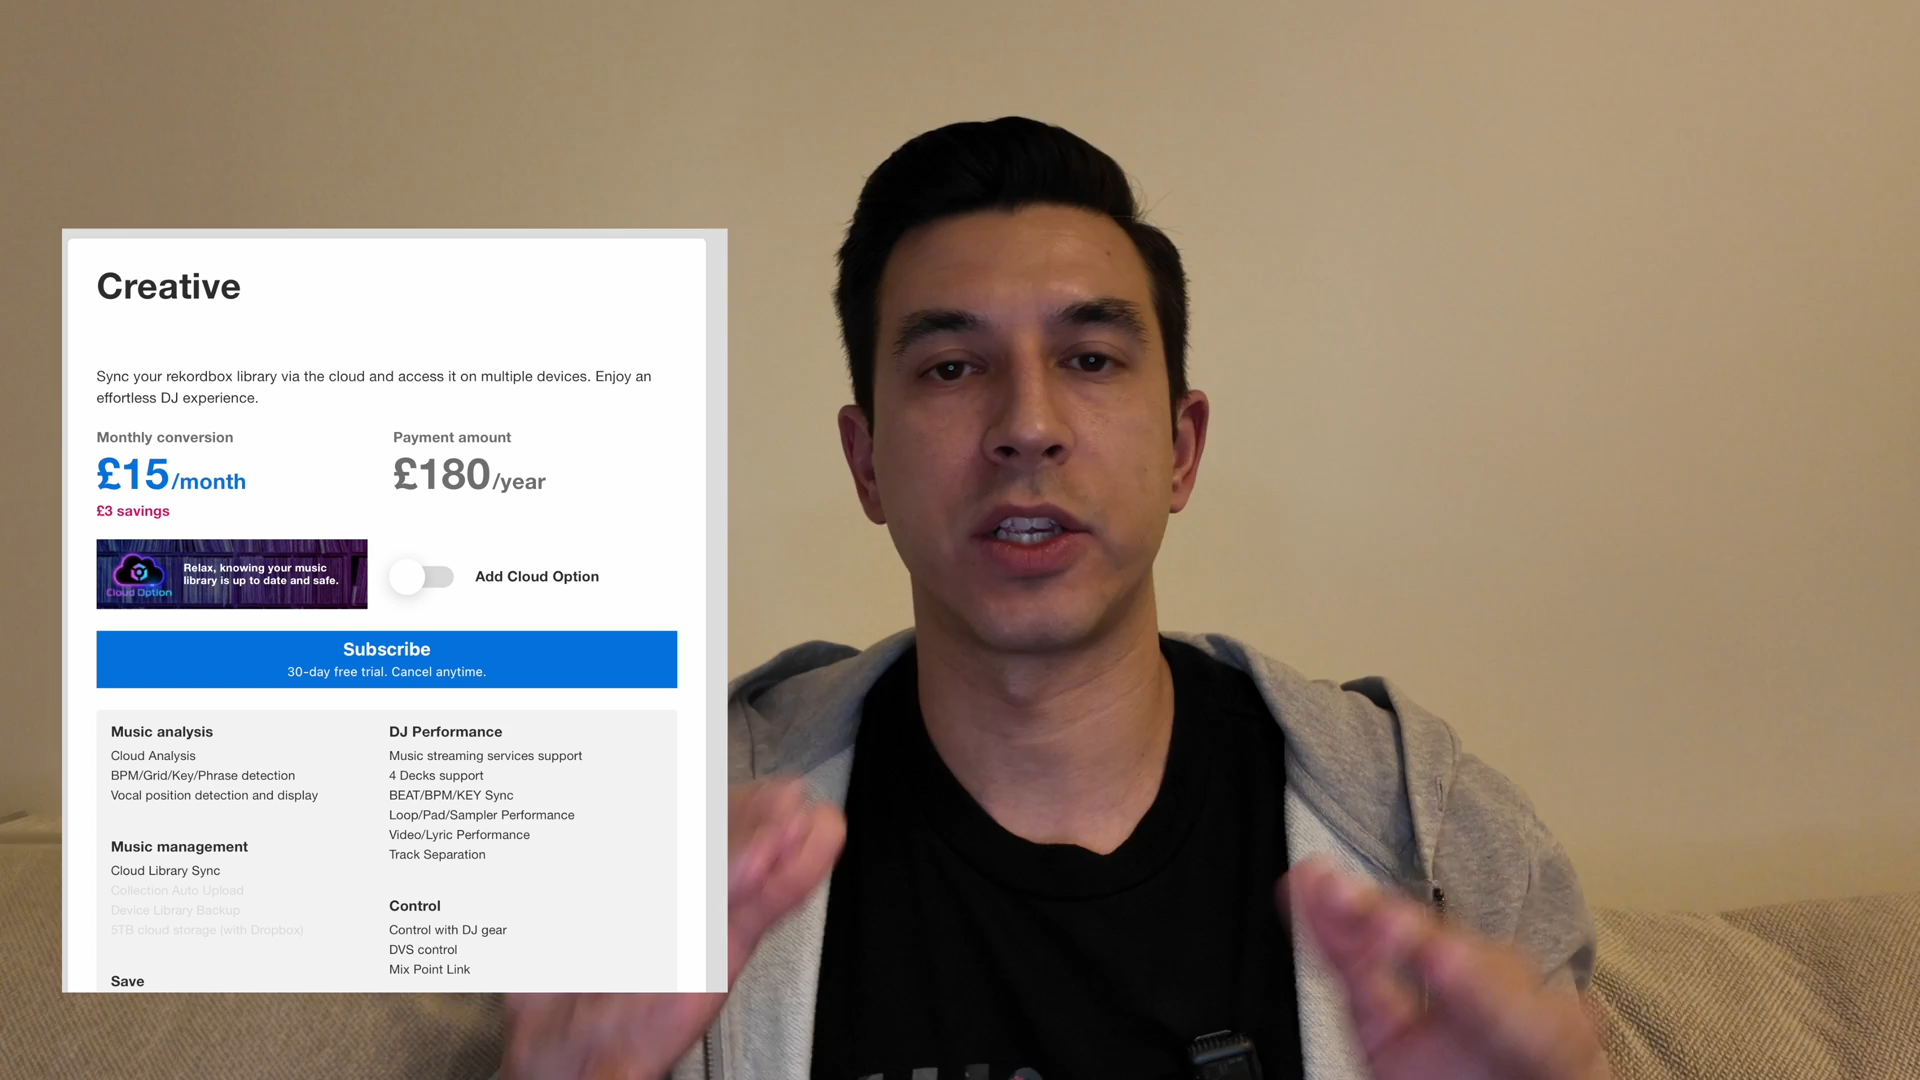 Creative
Sync your rekordbox library via the cloud and access it on multiple devices. Enjoy an
effortless DJ experience.
Monthly conversion
£15/month
£3 savings
Payment amount
£180/year
Relax, knowing your music
library is up to date and safe.
Cloud Option
Add Cloud Option
Subscribe
30-day free trial. Cancel anytime.
Music analysis
Cloud Analysis
BPM/Grid/Key/Phrase detection
Vocal position detection and display
Music management
Cloud Library Sync
Collection Auto Upload
Device Library Backup
5TB cloud storage (with Dropbox)
Save
DJ Performance
Music streaming services support
4 Decks support
BEAT/BPM/KEY Sync
Loop/Pad/Sampler Performance
Video/Lyric Performance
Track Separation
Control
Control with DJ gear
DVS control
Mix Point Link